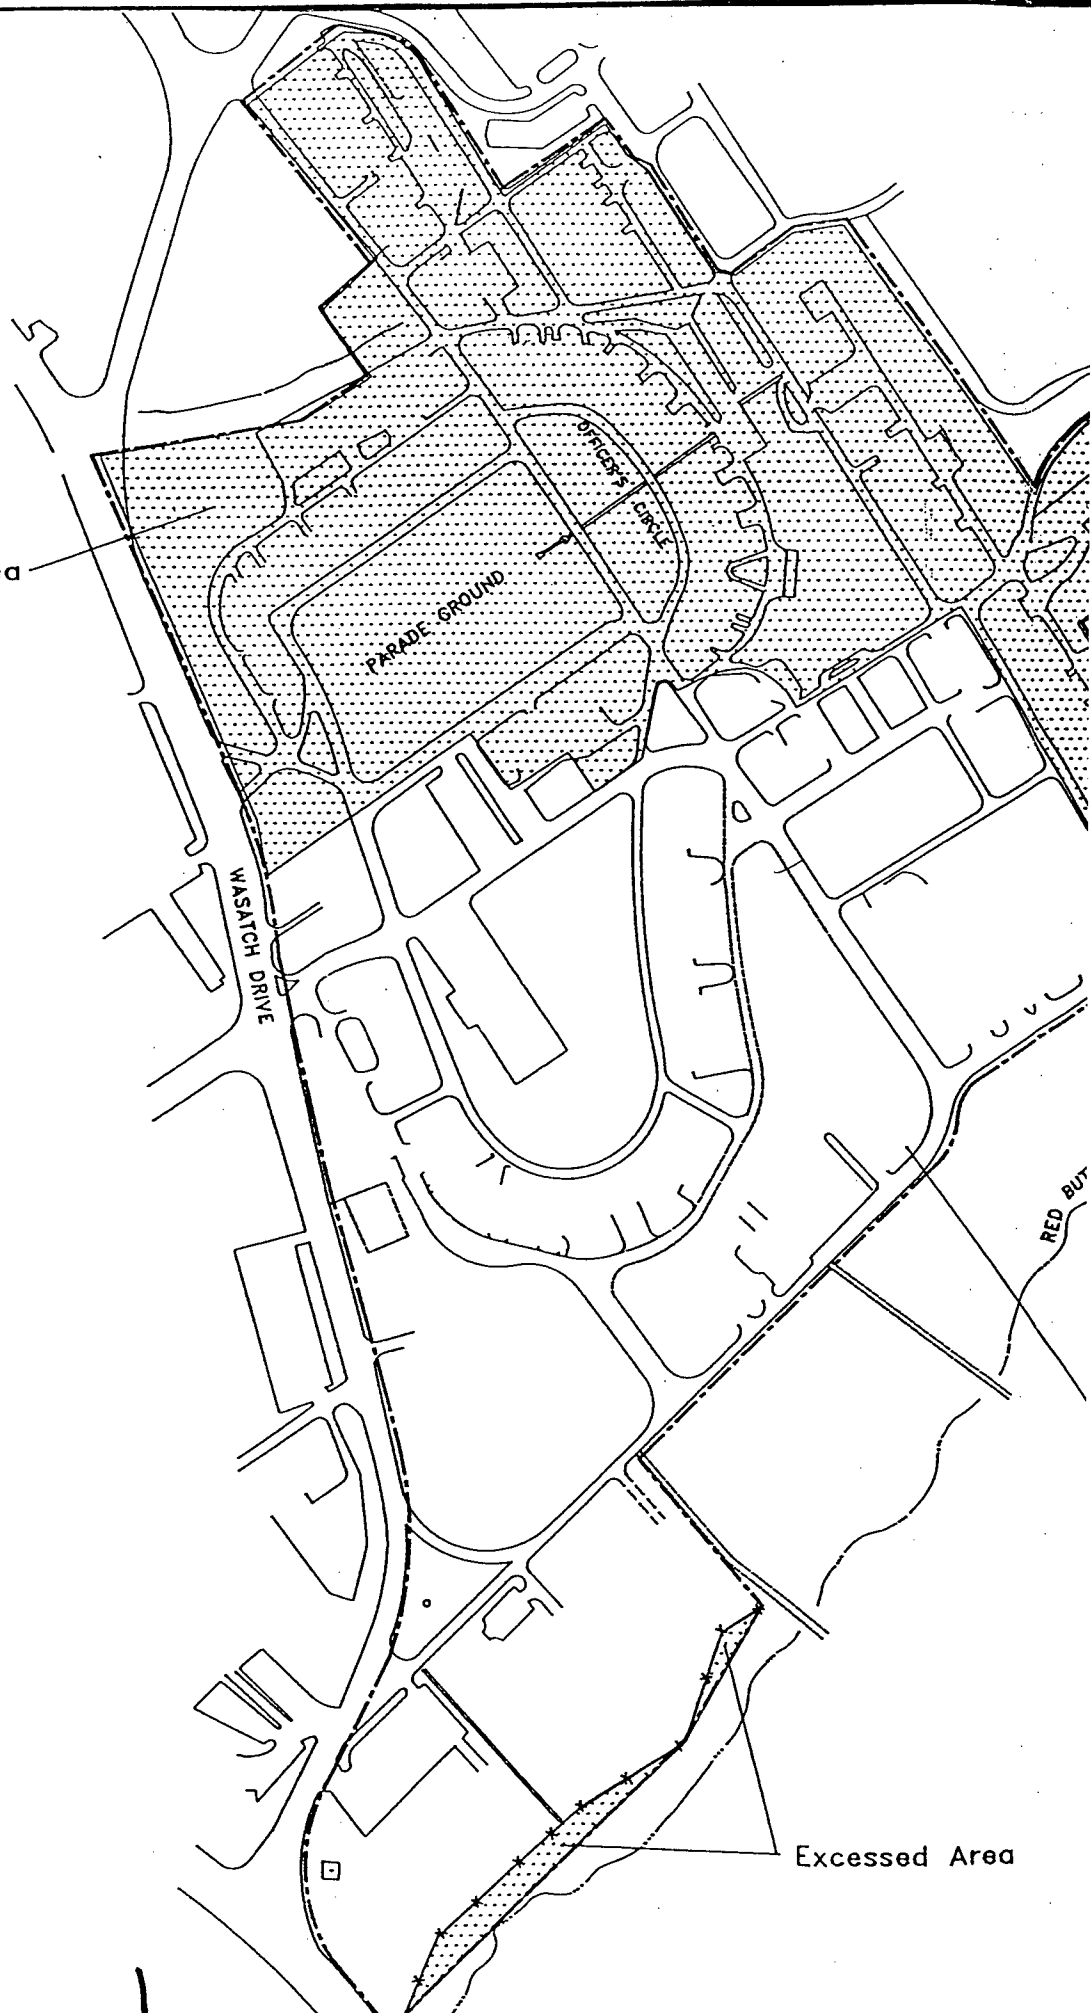 OFFICER'S CIRCLE
a
PARADE GROUND
WASATCH DRIVE
RED BUT
Excessed Area